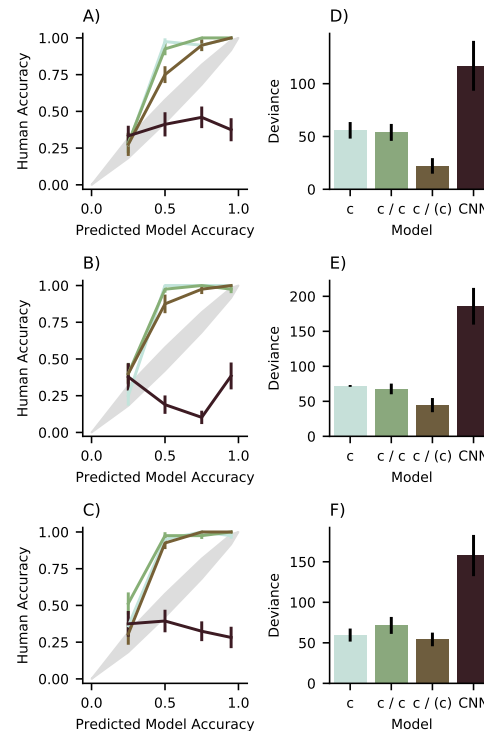 A)
1.00
0.75
0.50
0.25
0.00
Human Accuracy
0.0 0.5 1.0
Predicted Model Accuracy
D)
100
50
0
Deviance
c c / c c / (c) CNN
Model
B)
1.00
0.75
0.50
0.25
0.00
Human Accuracy
0.0 0.5 1.0
Predicted Model Accuracy
E)
200
150
100
50
0
Deviance
c c / c c / (c) CNN
Model
C)
1.00
0.75
0.50
0.25
0.00
Human Accuracy
0.0 0.5 1.0
Predicted Model Accuracy
F)
150
100
50
0
Deviance
c c / c c / (c) CNN
Model